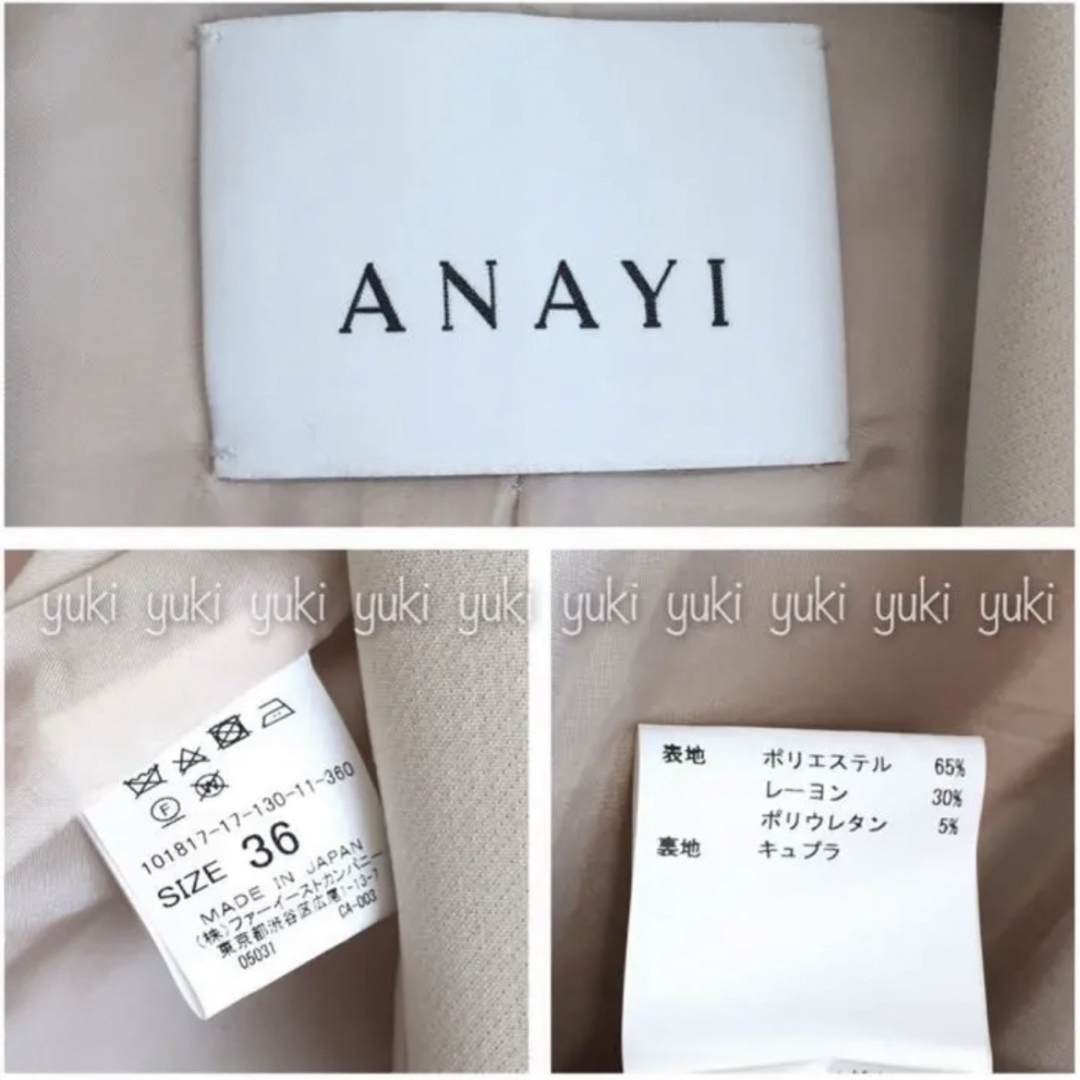 ANAYI
yuki yuki yuki yuki yuki yuki yuki yuki yuki yuki
F
W
101817-17-130-11-360
SIZE 36
MADE IN JAPAN
(株)ファーイーストカンパニー
東京都渋谷区広尾1-13-7
05031 CA-003
表地 ポリエステル 65%
レーヨン 30%
ポリウレタン 5%
裏地 キュプラ